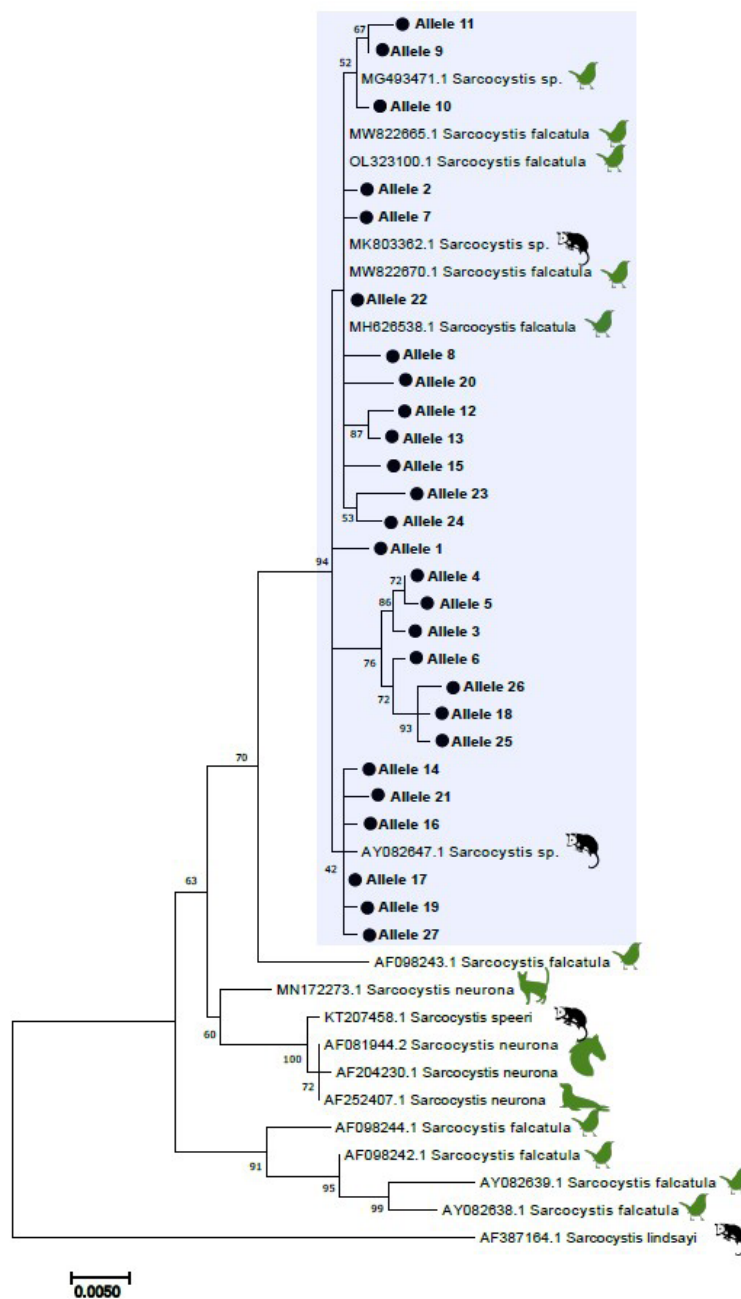 Allele 11
67
Allele 9
52
MG493471.1 Sarcocystis sp.
Allele 10
MW822665.1 Sarcocystis falcatula
OL323100.1 Sarcocystis falcatula
Allele 2
Allele 7
MK803362.1 Sarcocystis sp.
MW822670.1 Sarcocystis falcatula
Allele 22
MH626538.1 Sarcocystis falcatula
Allele 8
Allele 20
Allele 12
87
Allele 13
Allele 15
Allele 23
53
Allele 24
Allele 1
94
Allele 4
72
Allele 5
86
Allele 3
76
Allele 6
72
Allele 26
Allele 18
93
Allele 25
70
Allele 14
Allele 21
Allele 16
AY082647.1 Sarcocystis sp.
42
Allele 17
63
Allele 19
Allele 27
AF098243.1 Sarcocystis falcatula
MN172273.1 Sarcocystis neurona
KT207458.1 Sarcocystis speeri
60
AF081944.2 Sarcocystis neurona
100
AF204230.1 Sarcocystis neurona
72
AF252407.1 Sarcocystis neurona
AF098244.1 Sarcocystis falcatula
91
AF098242.1 Sarcocystis falcatula
95
AY082639.1 Sarcocystis falcatula
99
AY082638.1 Sarcocystis falcatula
AF387164.1 Sarcocystis lindsayi
0.0050